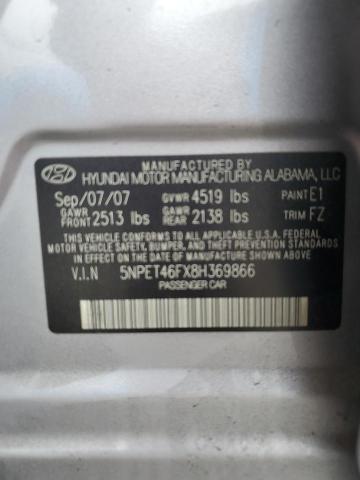 MANUFACTURED BY
HYUNDAI MOTOR MANUFACTURING ALABAMA, LLC
Sep/07/07 GVWR 4519 lbs PAINT E1
GAWR FRONT 2513 lbs GAWR REAR 2138 lbs TRIM FZ
THIS VEHICLE CONFORMS TO ALL APPLICABLE U.S.A FEDERAL
MOTOR VEHICLE SAFETY, BUMPER, AND THEFT PREVENTION
STANDARDS IN EFFECT ON THE DATE OF MANUFACTURE
V.I.N 5NPET46FX8H369866
PASSENGER CAR